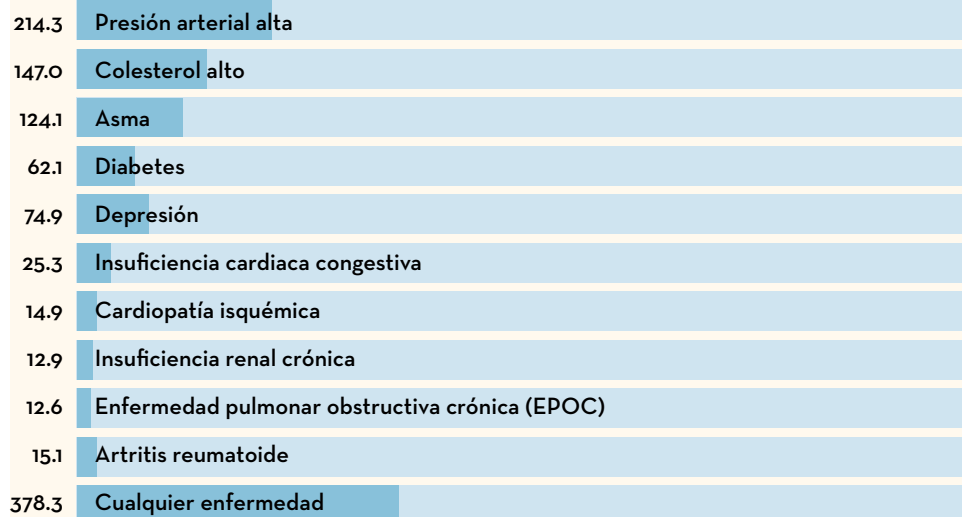 214.3 Presión arterial alta
147.0 Colesterol alto
124.1 Asma
62.1 Diabetes
74.9 Depresión
25.3 Insuficiencia cardiaca congestiva
14.9 Cardiopatía isquémica
12.9 Insuficiencia renal crónica
12.6 Enfermedad pulmonar obstructiva crónica (EPOC)
15.1 Artritis reumatoide
378.3 Cualquier enfermedad